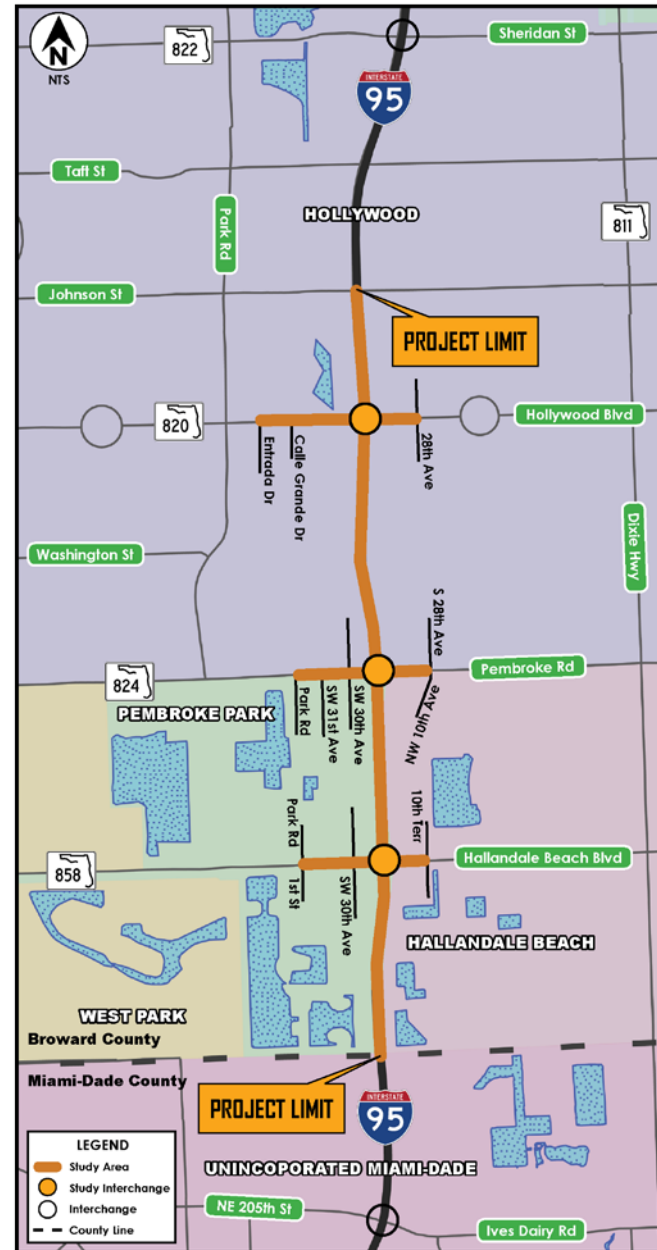 N
NTS
822
Sheridan St
INTERSTATE
95
Taft St
Park Rd
HOLLYWOOD
811
Johnson St
PROJECT LIMIT
820
Hollywood Blvd
Entrada Dr
Calle Grande Dr
28th Ave
Washington St
Dixie Hwy
S 28th Ave
824
Pembroke Rd
PEMBROKE PARK
Park Rd
SW 31st Ave
SW 30th Ave
NW 10th Ave
Park Rd
10th Terr
858
Hallandale Beach Blvd
1st St
SW 30th Ave
HALLANDALE BEACH
WEST PARK
Broward County
Miami-Dade County
PROJECT LIMIT
INTERSTATE
95
LEGEND
Study Area
Study Interchange
Interchange
County Line
UNINCOPORATED MIAMI-DADE
NE 205th St
Ives Dairy Rd